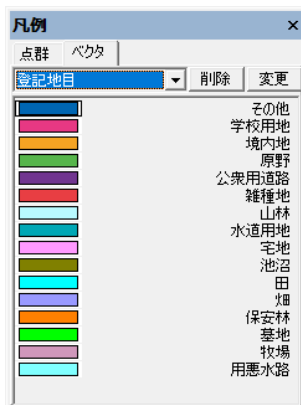 凡例 ×
点群 ベクタ
登記地目 削除 変更
その他
学校用地
境内地
原野
公衆用道路
雑種地
山林
水道用地
宅地
池沼
田
畑
保安林
墓地
牧場
用悪水路